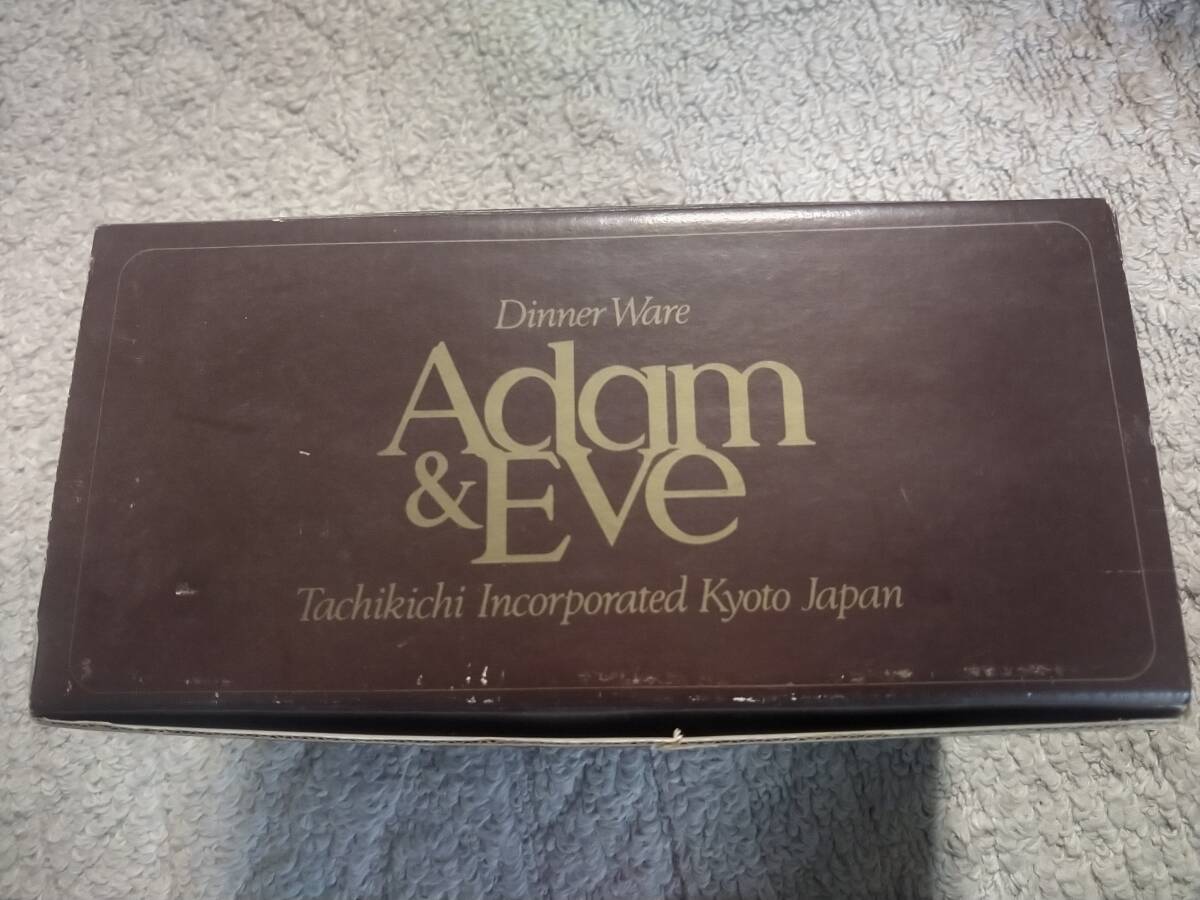 Dinner Ware
Adam
& Eve
Tachikichi Incorporated Kyoto Japan